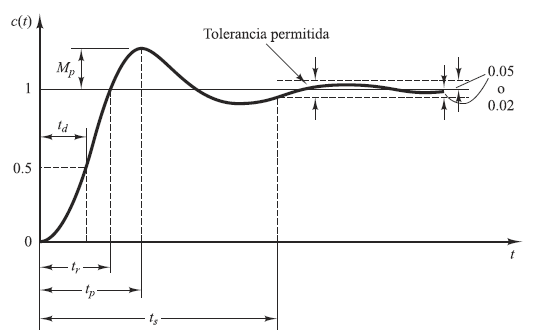 c(t)
Tolerancia permitida
M_p
0.05
o
0.02
1
t_d
0.5
0
t
t_r
t_p
t_s